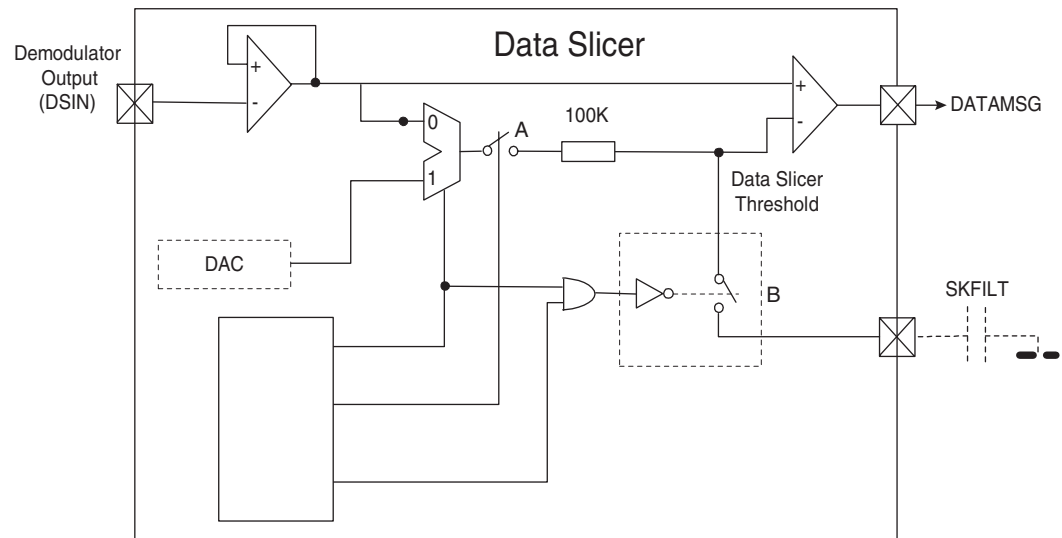 Data Slicer
Demodulator
Output
(DSIN)
+
-
0
1
A
100K
+
-
DATAMSG
Data Slicer
Threshold
DAC
B
SKFILT